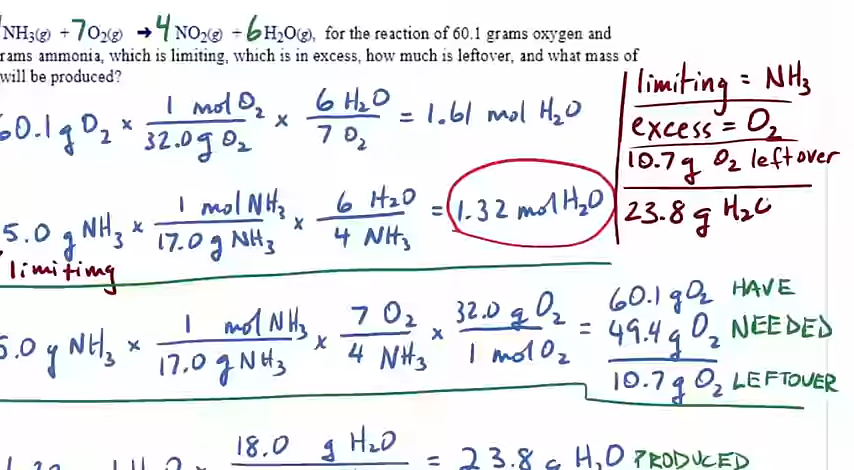 NH₃(g) + 7 O₂(g) → 4 NO₂(g) + 6 H₂O(g), for the reaction of 60.1 grams oxygen and
rams ammonia, which is limiting, which is in excess, how much is leftover, and what mass of
will be produced?
60.1 g O₂ × 1 mol O₂ / 32.0 g O₂ × 6 H₂O / 7 O₂ = 1.61 mol H₂O
limiting = NH₃
excess = O₂
10.7 g O₂ leftover
23.8 g H₂O
5.0 g NH₃ × 1 mol NH₃ / 17.0 g NH₃ × 6 H₂O / 4 NH₃ = 1.32 mol H₂O
limiting
5.0 g NH₃ × 1 mol NH₃ / 17.0 g NH₃ × 7 O₂ / 4 NH₃ × 32.0 g O₂ / 1 mol O₂ =
60.1 g O₂ HAVE
49.4 g O₂ NEEDED
10.7 g O₂ LEFTOVER
18.0 g H₂O = 23.8 g H₂O PRODUCED